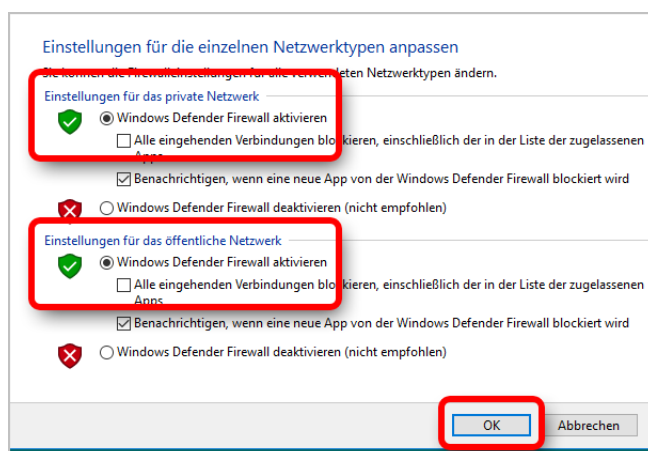 Einstellungen für die einzelnen Netzwerktypen anpassen
Sie können die Firewalleinstellungen für alle verwendeten Netzwerktypen ändern.
Einstellungen für das private Netzwerk
Windows Defender Firewall aktivieren
Alle eingehenden Verbindungen blockieren, einschließlich der in der Liste der zugelassenen
Apps
Benachrichtigen, wenn eine neue App von der Windows Defender Firewall blockiert wird
Windows Defender Firewall deaktivieren (nicht empfohlen)
Einstellungen für das öffentliche Netzwerk
Windows Defender Firewall aktivieren
Alle eingehenden Verbindungen blockieren, einschließlich der in der Liste der zugelassenen
Apps
Benachrichtigen, wenn eine neue App von der Windows Defender Firewall blockiert wird
Windows Defender Firewall deaktivieren (nicht empfohlen)
OK Abbrechen